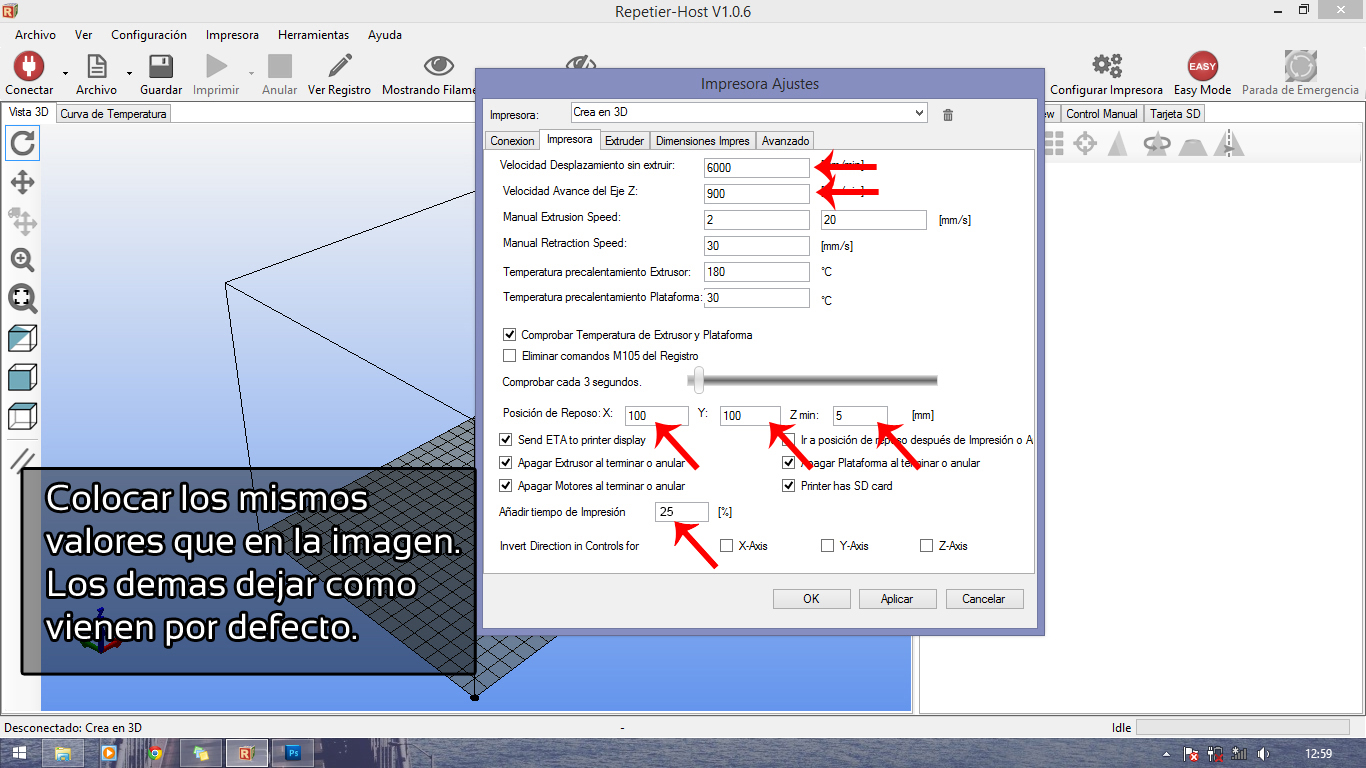 Repetier-Host V1.0.6
Archivo Ver Configuración Impresora Herramientas Ayuda
Conectar Archivo Guardar Imprimir Anular Ver Registro Mostrando Configurar Impresora Easy Mode Parada de Emergencia
EASY
Vista 3D Curva de Temperatura Control Manual Tarjeta SD
Impresora Ajustes
Impresora: Crea en 3D
Conexion Impresora Extruder Dimensiones Impres Avanzado
Velocidad Desplazamiento sin extruir: 6000
Velocidad Avance del Eje Z: 900
Manual Extrusion Speed: 2 20 [mm/s]
Manual Retraction Speed: 30 [mm/s]
Temperatura precalentamiento Extrusor: 180 °C
Temperatura precalentamiento Plataforma: 30 °C
Comprobar Temperatura de Extrusor y Plataforma
Eliminar comandos M105 del Registro
Comprobar cada 3 segundos.
Posición de Reposo: X: 100 Y: 100 Z min: 5 [mm]
Send ETA to printer display Ir a posición de reposo después de Impresión o A
Apagar Extrusor al terminar o anular Apagar Plataforma al terminar o anular
Apagar Motores al terminar o anular Printer has SD card
Añadir tiempo de Impresión 25 [%]
Invert Direction in Controls for X-Axis Y-Axis Z-Axis
OK Aplicar Cancelar
Colocar los mismos
valores que en la imagen.
Los demas dejar como
vienen por defecto.
Desconectado: Crea en 3D - Idle
12:59